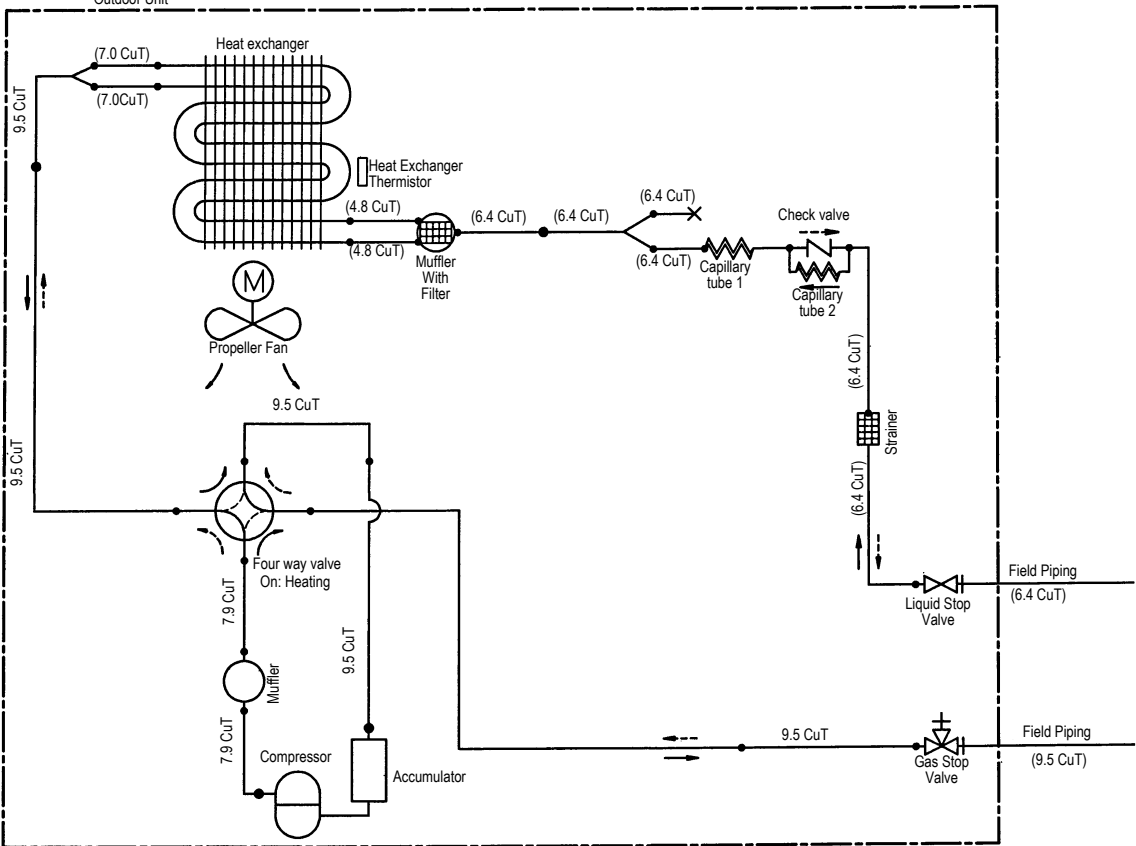 Outdoor Unit
Heat exchanger
(7.0 CuT)
(7.0CuT)
9.5 CuT
Heat Exchanger
Thermistor
(4.8 CuT)
(4.8 CuT)
Muffler
With
Filter
(6.4 CuT)
(6.4 CuT)
(6.4 CuT)
(6.4 CuT)
Capillary
tube 1
Check valve
Capillary
tube 2
M
Propeller Fan
(6.4 CuT)
Strainer
(6.4 CuT)
9.5 CuT
9.5 CuT
Four way valve
On: Heating
7.9 CuT
Muffler
7.9 CuT
9.5 CuT
Compressor
Accumulator
Liquid Stop
Valve
Field Piping
(6.4 CuT)
9.5 CuT
Gas Stop
Valve
Field Piping
(9.5 CuT)